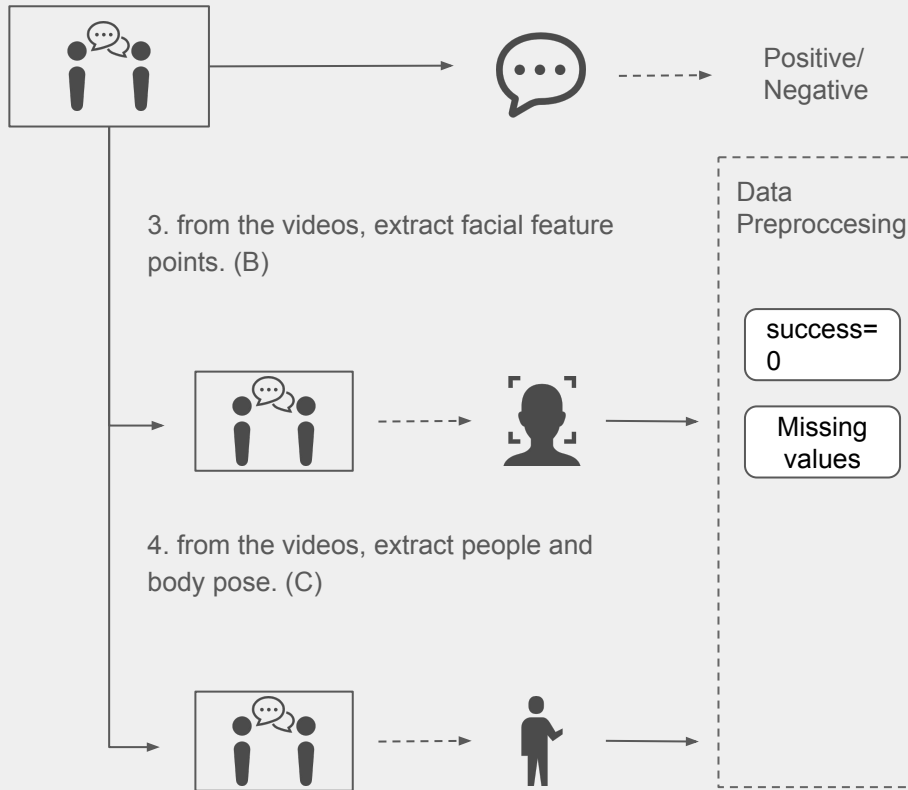 Positive/
Negative
3. from the videos, extract facial feature
points. (B)
Data
Preproccesing
success=
0
Missing
values
4. from the videos, extract people and
body pose. (C)